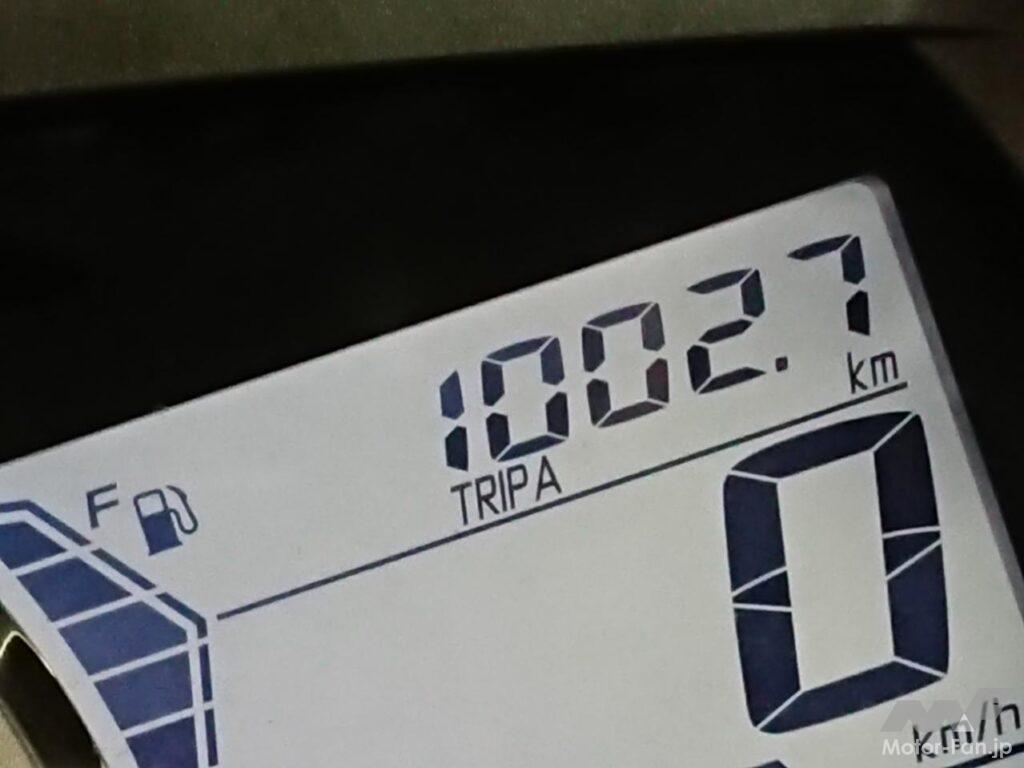 1002.7
km
TRIP A
F
0
km/h
Motor-Fan.jp